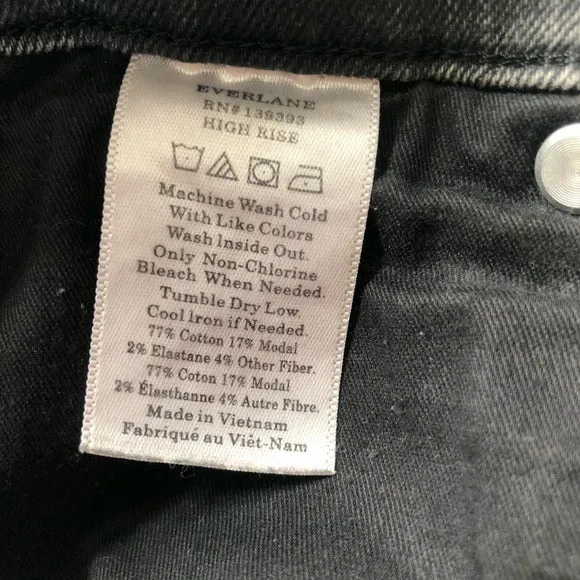 EVERLANE
RN# 139393
HIGH RISE
Machine Wash Cold
With Like Colors
Wash Inside Out.
Only Non-Chlorine
Bleach When Needed.
Tumble Dry Low.
Cool Iron if Needed.
77% Cotton 17% Modal
2% Elastane 4% Other Fiber.
77% Coton 17% Modal
2% Élasthanne 4% Autre Fibre.
Made in Vietnam
Fabriqué au Viêt-Nam